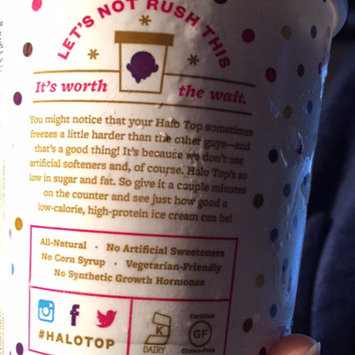 LET'S NOT RUSH THIS
It's worth the wait.
You might notice that your Halo Top sometimes
freezes a little harder than the other guys—and
that's a good thing! It's because we don't use
artificial softeners and, of course, Halo Top's so
low in sugar and fat. So give it a couple minutes
on the counter and see just how good a
low-calorie, high-protein ice cream can be!
All-Natural · No Artificial Sweeteners
No Corn Syrup · Vegetarian-Friendly
No Synthetic Growth Hormones
#HALOTOP
K
DAIRY
Certified
GF
Gluten-Free